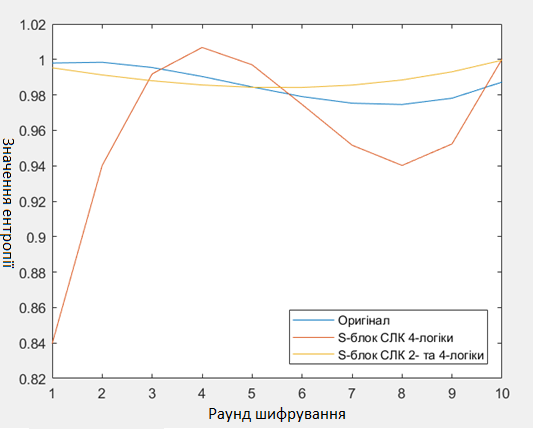 1.02
1
0.98
0.96
0.94
0.92
0.9
0.88
0.86
0.84
0.82
Значення ентропії
Оригінал
S-блок СЛК 4-логіки
S-блок СЛК 2- та 4-логіки
1 2 3 4 5 6 7 8 9 10
Раунд шифрування